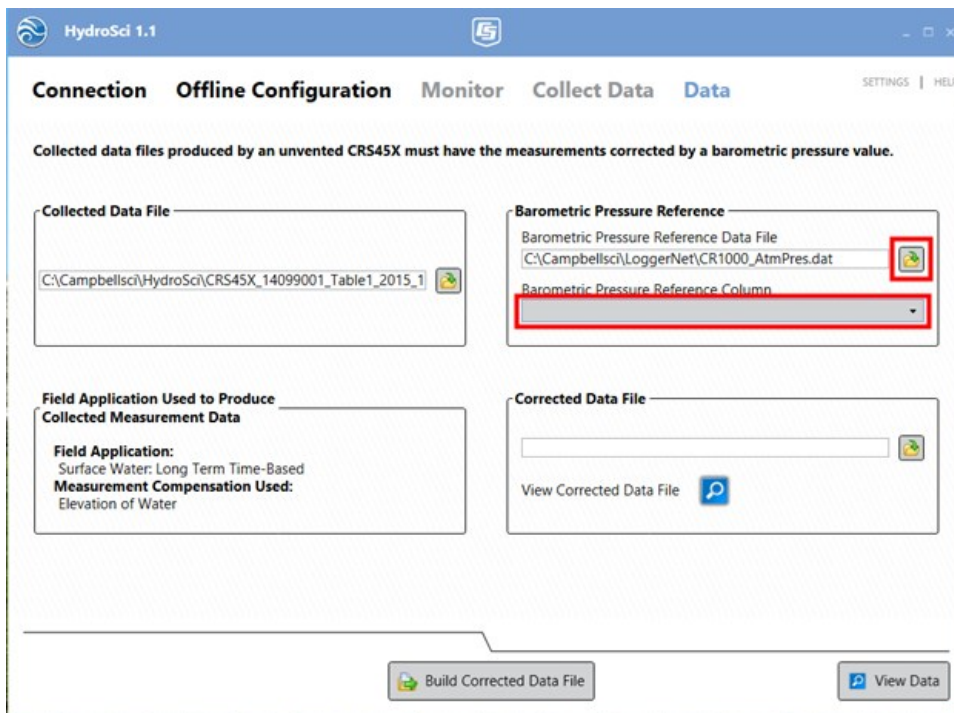 HydroSci 1.1
Connection Offline Configuration Monitor Collect Data Data SETTINGS | HEL
Collected data files produced by an unvented CRS45X must have the measurements corrected by a barometric pressure value.
Collected Data File
C:\Campbellsci\HydroSci\CRS45X_14099001_Table1_2015_1
Barometric Pressure Reference
Barometric Pressure Reference Data File
C:\Campbellsci\LoggerNet\CR1000_AtmPres.dat
Barometric Pressure Reference Column
Field Application Used to Produce
Collected Measurement Data
Field Application:
Surface Water: Long Term Time-Based
Measurement Compensation Used:
Elevation of Water
Corrected Data File
View Corrected Data File
Build Corrected Data File
View Data